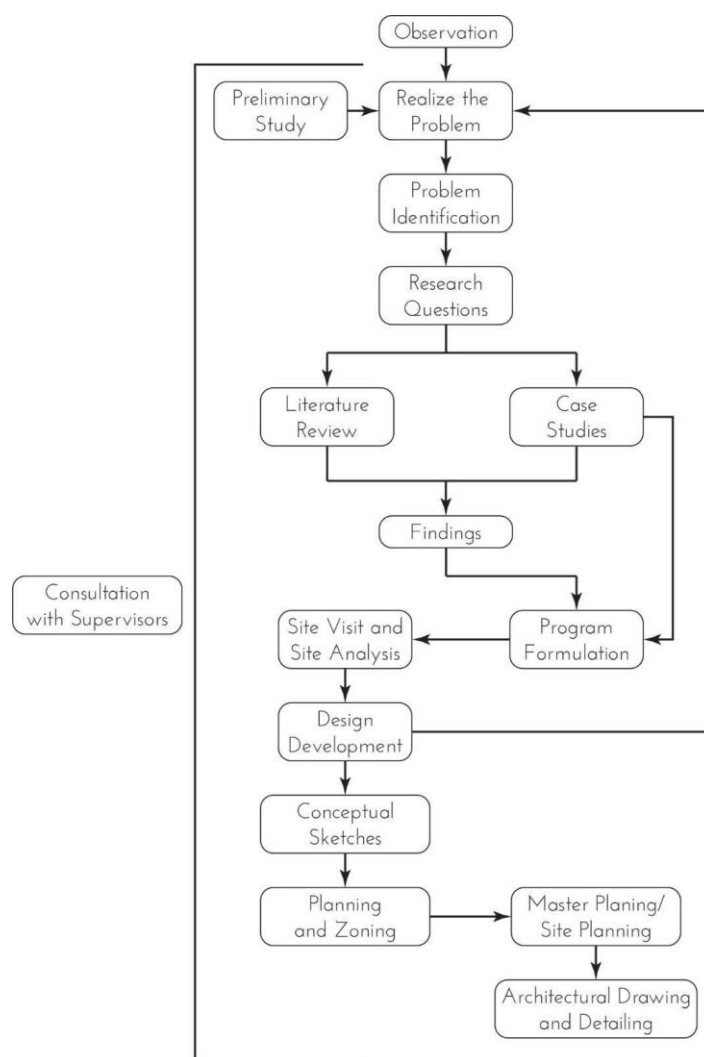 Observation
Preliminary
Study
Realize the
Problem
Problem
Identification
Research
Questions
Literature
Review
Case
Studies
Findings
Consultation
with Supervisors
Site Visit and
Site Analysis
Program
Formulation
Design
Development
Conceptual
Sketches
Planning
and Zoning
Master Planing/
Site Planning
Architectural Drawing
and Detailing